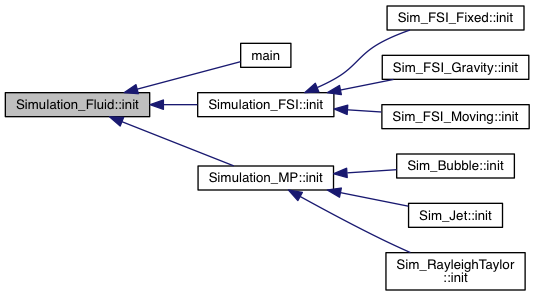 Sim_FSI_Fixed::init
main
Sim_FSI_Gravity::init
Simulation_Fluid::init
Simulation_FSI::init
Sim_FSI_Moving::init
Sim_Bubble::init
Simulation_MP::init
Sim_Jet::init
Sim_RayleighTaylor
::init